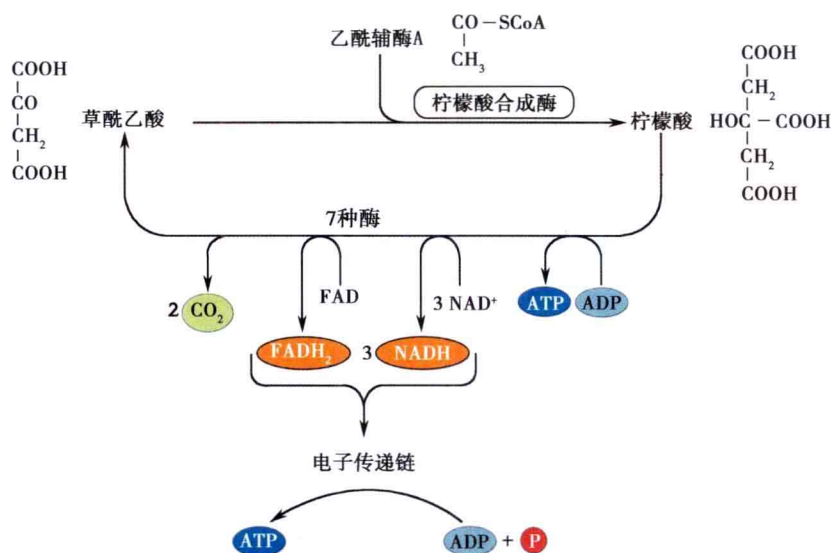 乙酰辅酶A
CO－SCoA
CH₃
COOH
CO
CH₂
COOH
草酰乙酸
柠檬酸合成酶
柠檬酸
COOH
CH₂
HOC－COOH
CH₂
COOH
7种酶
2 CO₂
FAD
3 NAD⁺
ATP
ADP
FADH₂
3 NADH
电子传递链
ATP
ADP + P